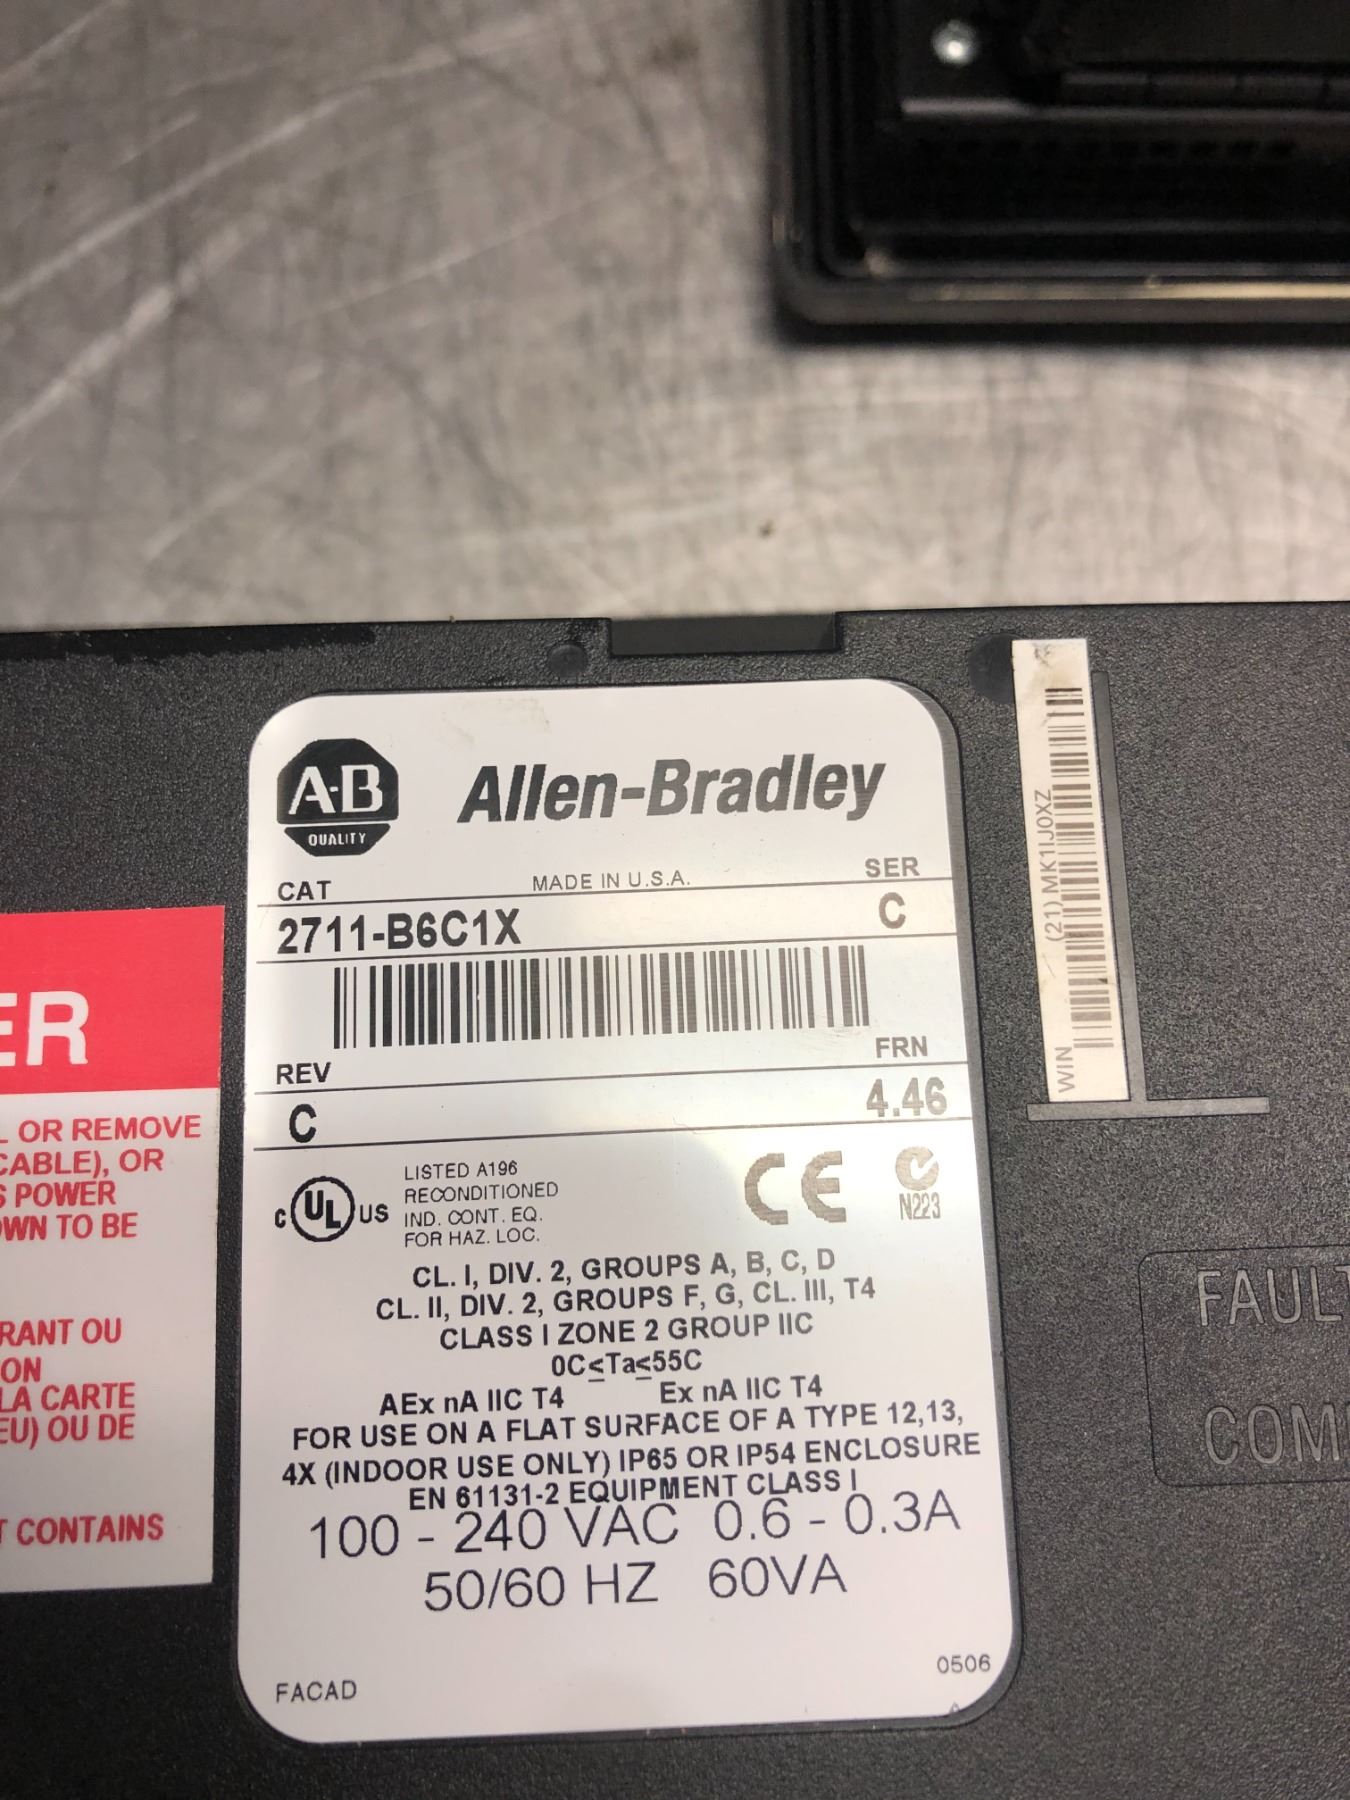 A-B
QUALITY
Allen-Bradley
CAT
MADE IN U.S.A.
SER
2711-B6C1X
C
REV
FRN
C
4.46
C UL US
LISTED A196
RECONDITIONED
IND. CONT. EQ.
FOR HAZ. LOC.
CE
N223
CL. I, DIV. 2, GROUPS A, B, C, D
CL. II, DIV. 2, GROUPS F, G, CL. III, T4
CLASS I ZONE 2 GROUP IIC
0C≤Ta≤55C
AEx nA IIC T4 Ex nA IIC T4
FOR USE ON A FLAT SURFACE OF A TYPE 12,13,
4X (INDOOR USE ONLY) IP65 OR IP54 ENCLOSURE
EN 61131-2 EQUIPMENT CLASS I
100 - 240 VAC 0.6 - 0.3A
50/60 HZ 60VA
FACAD
0506
ER
OR REMOVE
CABLE), OR
POWER
WN TO BE
RANT OU
ON
LA CARTE
EU) OU DE
CONTAINS
WIN (21) MK1IJ0XZ
FAULT
COM